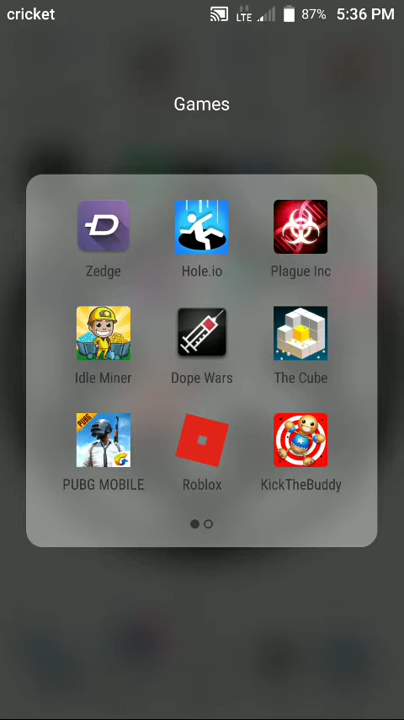 cricket LTE 87% 5:36 PM
Games
Zedge Hole.io Plague Inc
Idle Miner Dope Wars The Cube
PUBG
PUBG MOBILE Roblox KickTheBuddy